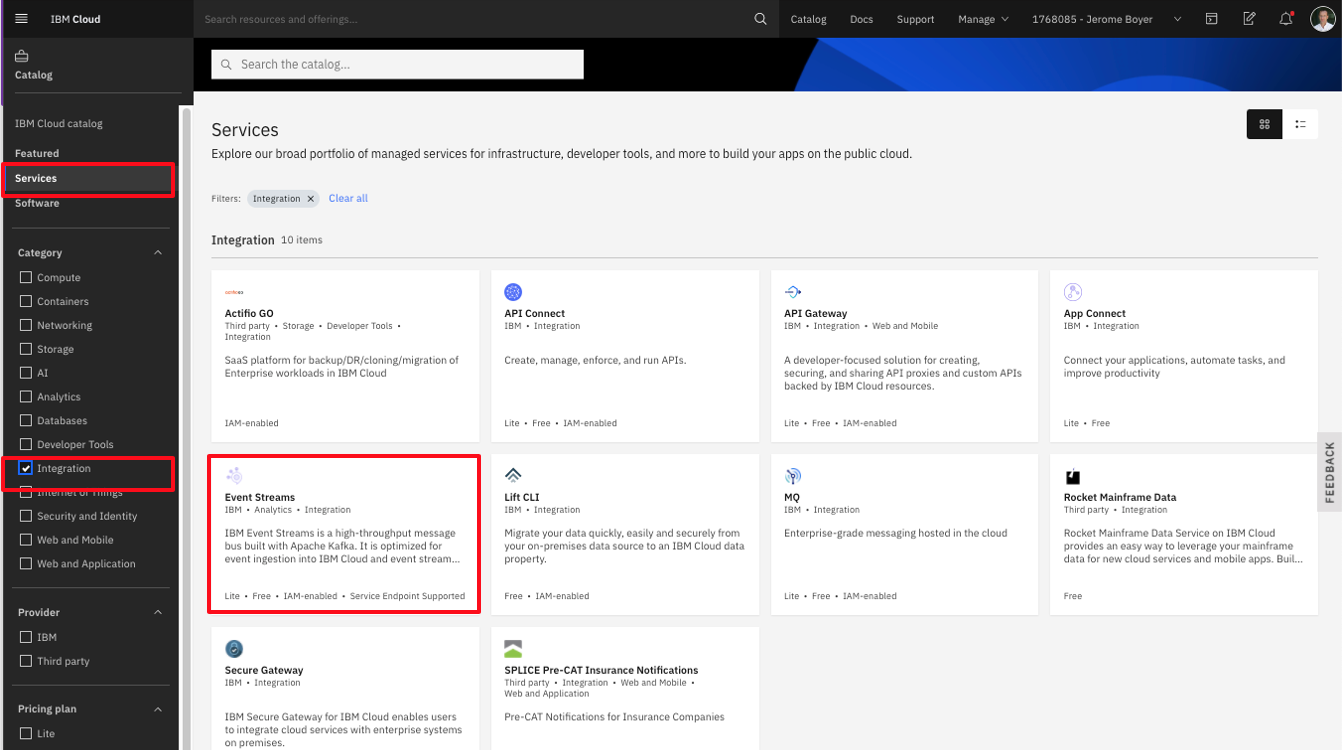 IBM Cloud
Search resources and offerings...
Catalog
Docs
Support
Manage
1768085 - Jerome Boyer
Catalog
Search the catalog...
IBM Cloud catalog
Featured
Services
Software
Category
Compute
Containers
Networking
Storage
AI
Analytics
Databases
Developer Tools
Integration
Internet of Things
Security and Identity
Web and Mobile
Web and Application
Provider
IBM
Third party
Pricing plan
Lite
Services
Explore our broad portfolio of managed services for infrastructure, developer tools, and more to build your apps on the public cloud.
Filters: Integration × Clear all
Integration 10 items
Actifio GO
Third party • Storage • Developer Tools •
Integration
SaaS platform for backup/DR/cloning/migration of
Enterprise workloads in IBM Cloud
IAM-enabled
API Connect
IBM • Integration
Create, manage, enforce, and run APIs.
Lite • Free • IAM-enabled
API Gateway
IBM • Integration • Web and Mobile
A developer-focused solution for creating,
securing, and sharing API proxies and custom APIs
backed by IBM Cloud resources.
Lite • Free • IAM-enabled
App Connect
IBM • Integration
Connect your applications, automate tasks, and
improve productivity
Lite • Free
Event Streams
IBM • Analytics • Integration
IBM Event Streams is a high-throughput message
bus built with Apache Kafka. It is optimized for
event ingestion into IBM Cloud and event stream...
Lite • Free • IAM-enabled • Service Endpoint Supported
Lift CLI
IBM • Integration
Migrate your data quickly, easily and securely from
your on-premises data source to an IBM Cloud data
property.
Free • IAM-enabled
MQ
IBM • Integration
Enterprise-grade messaging hosted in the cloud
Lite • Free • IAM-enabled
Rocket Mainframe Data
Third party • Integration
Rocket Mainframe Data Service on IBM Cloud
provides an easy way to leverage your mainframe
data for new cloud services and mobile apps. Buil...
Free
Secure Gateway
IBM • Integration
IBM Secure Gateway for IBM Cloud enables users
to integrate cloud services with enterprise systems
on premises.
SPLICE Pre-CAT Insurance Notifications
Third party • Integration • Web and Mobile •
Web and Application
Pre-CAT Notifications for Insurance Companies
FEEDBACK